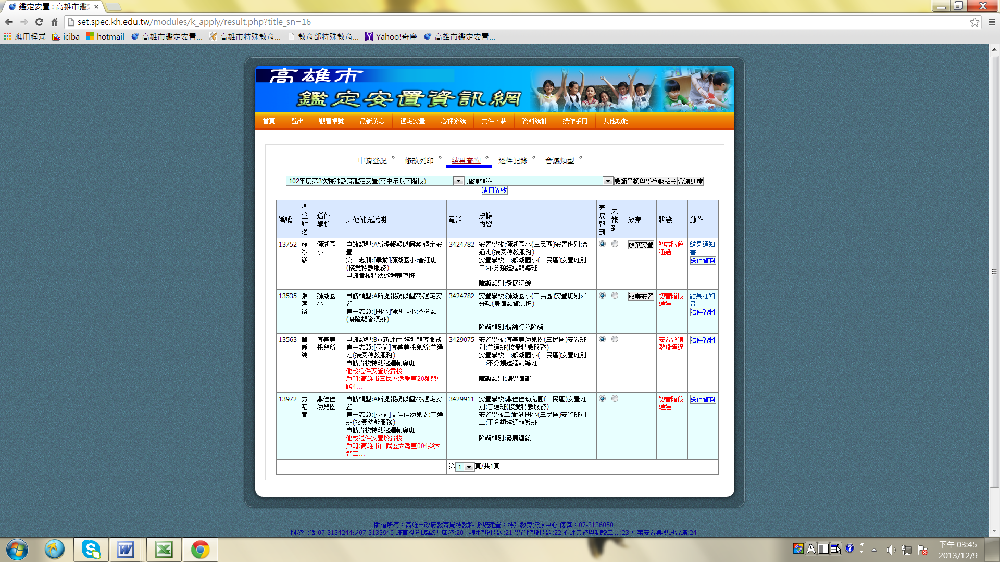 鑑定安置 : 高雄市鑑
set.spec.kh.edu.tw/modules/k_apply/result.php?title_sn=16
應用程式 iciba hotmail 高雄市鑑定安置... 高雄市特殊教育... 教育部特殊教育... Yahoo!奇摩 高雄市鑑定安置...
高雄市
鑑定安置資訊網
首頁 登出 觀看帳號 最新消息 鑑定安置 心評系統 文件下載 資料統計 操作手冊 其他功能
申請登記 修改列印 結果查詢 送件記錄 會議類型
102年度第3次特殊教育鑑定安置(高中職以下階段) 選擇類科 教師員額與學生數檢核 會議進度
清冊簽收
編號 學生姓名 送件學校 其他補充說明 電話 決議內容 完成報到 未報到 放棄 狀態 動作
13752 蘇筱崴 獅湖國小 申請類型:A新提報疑似個案-鑑定安置
第一志願:[學前]獅湖國小:普通班(接受特教服務)
申請貴校特幼巡迴輔導班
3424782
安置學校:獅湖國小(三民區)安置班別:普通班(接受特教服務)
安置學校二:獅湖國小(三民區)安置班別二:不分類巡迴輔導班
障礙類別:發展遲緩
放棄安置 初審階段通過 結果通知書
送件資料
13535 張宸裕 獅湖國小 申請類型:A新提報疑似個案-鑑定安置
第一志願:[國小]獅湖國小:不分類(身障類資源班)
3424782
安置學校:獅湖國小(三民區)安置班別:不分類(身障類資源班)
障礙類別:情緒行為障礙
放棄安置 初審階段通過 結果通知書
送件資料
13563 蕭靜純 真善美托兒所 申請類型:B重新評估-巡迴輔導服務
第一志願:[學前]真善美托兒所:普通班(接受特教服務)
申請貴校特幼巡迴輔導班
他校送件安置於貴校
戶籍:高雄市三民區灣愛里20鄰鼎中路4...
3429075
安置學校:真善美幼兒園(三民區)安置班別:普通班(接受特教服務)
安置學校二:獅湖國小(三民區)安置班別二:不分類巡迴輔導班
障礙類別:聽覺障礙
安置會議階段通過 送件資料
13972 方昭宥 鼎佳佳幼兒園 申請類型:A新提報疑似個案-鑑定安置
第一志願:[學前]鼎佳佳幼兒園:普通班(接受特教服務)
申請貴校特幼巡迴輔導班
他校送件安置於貴校
戶籍:高雄市仁武區大灣里004鄰大智二...
3429911
安置學校:鼎佳佳幼兒園(三民區)安置班別:普通班(接受特教服務)
安置學校二:獅湖國小(三民區)安置班別二:不分類巡迴輔導班
障礙類別:發展遲緩
初審階段通過 送件資料
第 1 頁/共1頁
版權所有：高雄市政府教育局特教科 系統建置：特殊教育資源中心 傳真：07-3136050
服務電話 07-3134244或07-3133940 請直撥分機號碼 庶務:20 國教階段問題:21 學前階段問題:22 心評業務與測驗工具:23 舊案安置與視訊會議:24
下午 03:45
2013/12/9